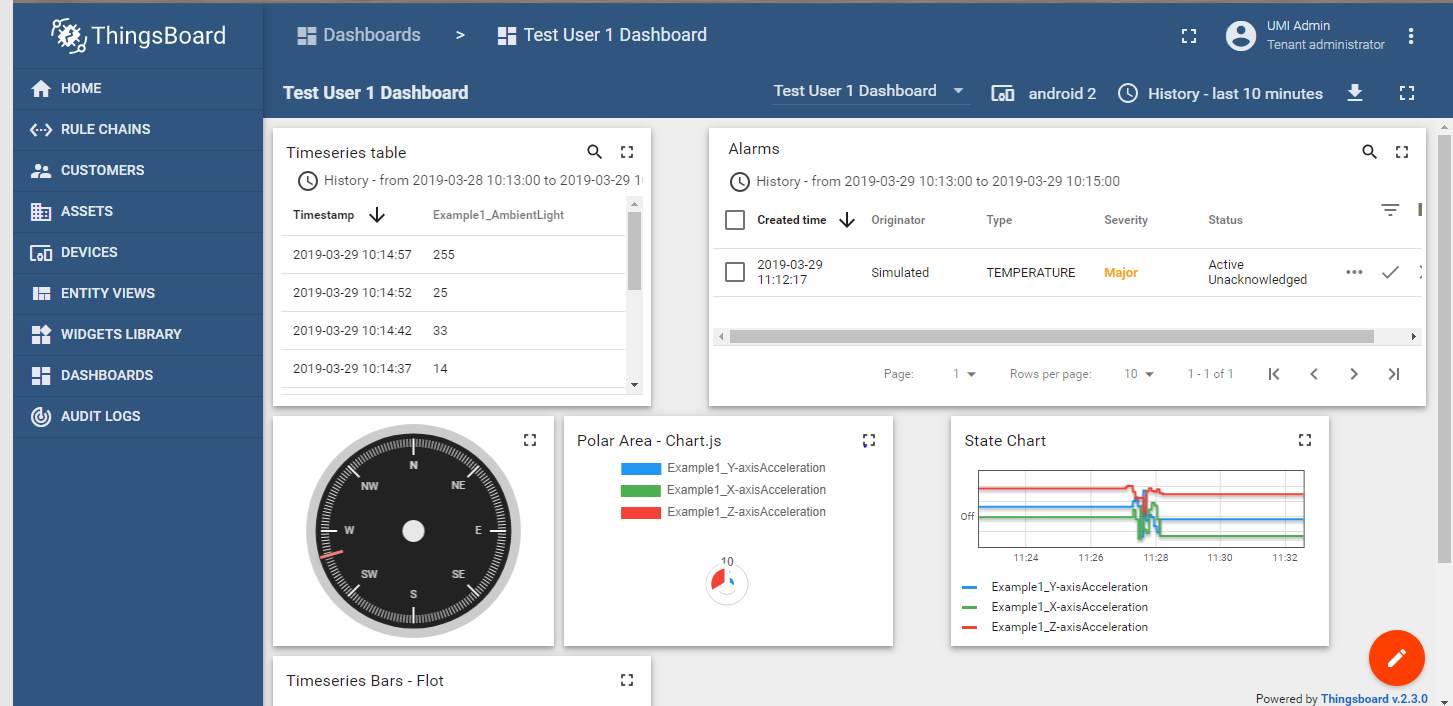 ThingsBoard
Dashboards > Test User 1 Dashboard
UMI Admin
Tenant administrator
HOME
RULE CHAINS
CUSTOMERS
ASSETS
DEVICES
ENTITY VIEWS
WIDGETS LIBRARY
DASHBOARDS
AUDIT LOGS
Test User 1 Dashboard
Test User 1 Dashboard
android 2
History - last 10 minutes
Timeseries table
History - from 2019-03-28 10:13:00 to 2019-03-29 1
Timestamp Example1_AmbientLight
2019-03-29 10:14:57 255
2019-03-29 10:14:52 25
2019-03-29 10:14:42 33
2019-03-29 10:14:37 14
Alarms
History - from 2019-03-29 10:13:00 to 2019-03-29 10:15:00
Created time Originator Type Severity Status
2019-03-29
11:12:17
Simulated
TEMPERATURE
Major
Active
Unacknowledged
Page: 1 Rows per page: 10 1 - 1 of 1
N
NW NE
W E
SW SE
S
Polar Area - Chart.js
Example1_Y-axisAcceleration
Example1_X-axisAcceleration
Example1_Z-axisAcceleration
10
State Chart
Off
11:24 11:26 11:28 11:30 11:32
Example1_Y-axisAcceleration
Example1_X-axisAcceleration
Example1_Z-axisAcceleration
Timeseries Bars - Flot
Powered by Thingsboard v.2.3.0